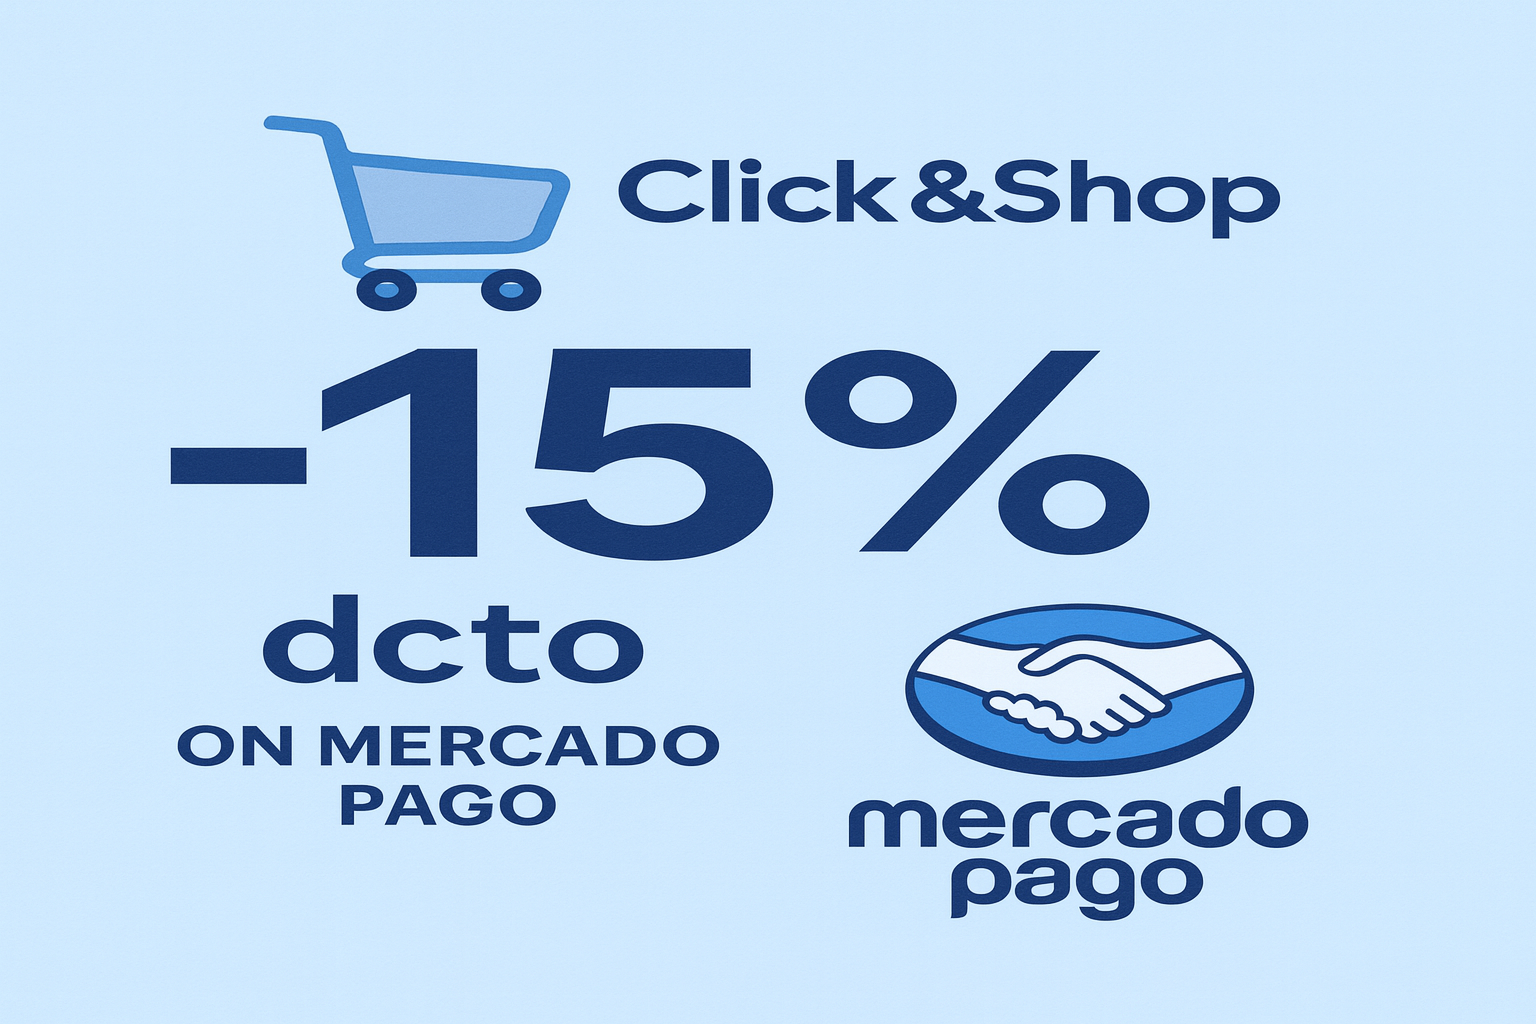 Click &Shop
-15%
dcto
ON MERCADO
PAGO
mercado
pago